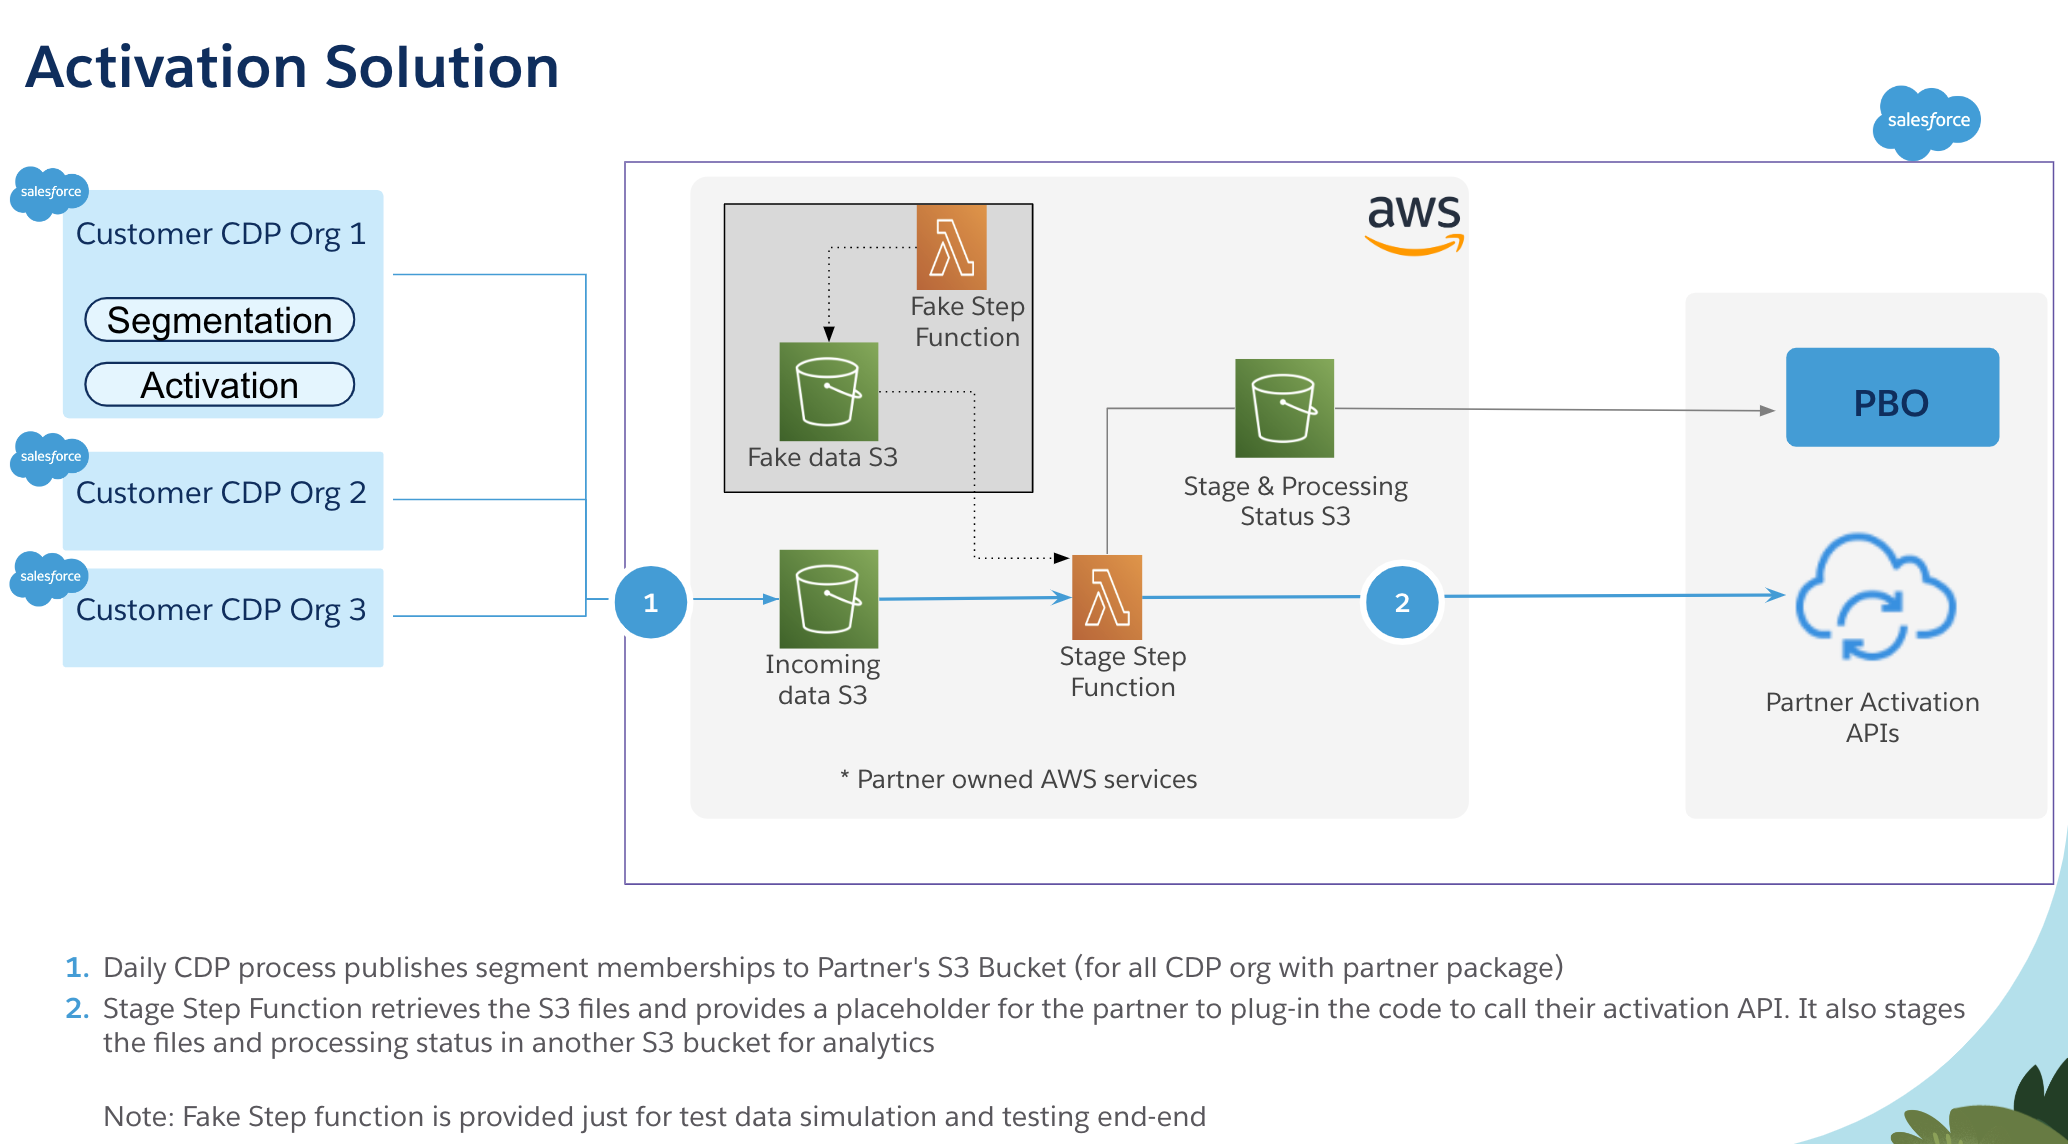 Activation Solution
salesforce
salesforce
Customer CDP Org 1
Segmentation
Activation
salesforce
Customer CDP Org 2
salesforce
Customer CDP Org 3
aws
Fake Step
Function
Fake data S3
Stage & Processing
Status S3
PBO
1
2
Incoming
data S3
Stage Step
Function
Partner Activation
APIs
* Partner owned AWS services
1. Daily CDP process publishes segment memberships to Partner's S3 Bucket (for all CDP org with partner package)
2. Stage Step Function retrieves the S3 files and provides a placeholder for the partner to plug-in the code to call their activation API. It also stages
the files and processing status in another S3 bucket for analytics
Note: Fake Step function is provided just for test data simulation and testing end-end